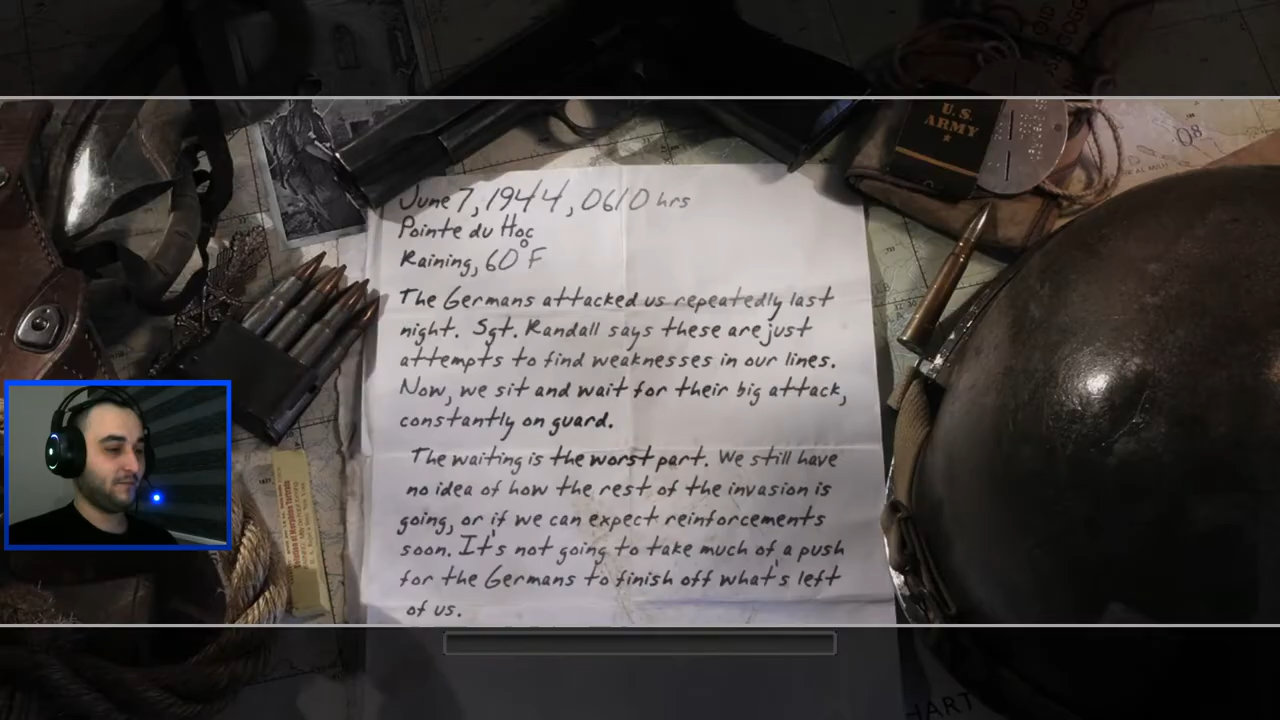 U.S.
ARMY
June 7, 1944, 0610 hrs
Pointe du Hoc
Raining, 60°F
The Germans attacked us repeatedly last
night. Sgt. Randall says these are just
attempts to find weaknesses in our lines.
Now, we sit and wait for their big attack,
constantly on guard.
The waiting is the worst part. We still have
no idea of how the rest of the invasion is
going, or if we can expect reinforcements
soon. It's not going to take much of a push
for the Germans to finish off what's left
of us.